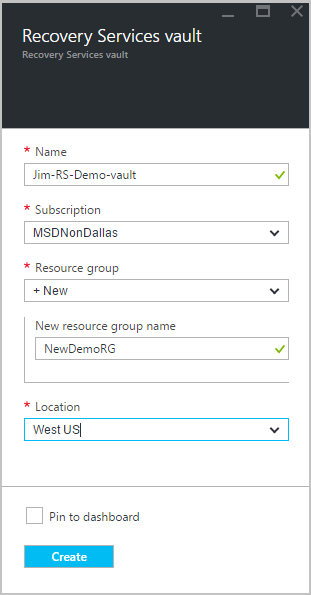 Recovery Services vault
Recovery Services vault
* Name
Jim-RS-Demo-vault
* Subscription
MSDNonDallas
* Resource group
+ New
New resource group name
NewDemoRG
* Location
West US
Pin to dashboard
Create